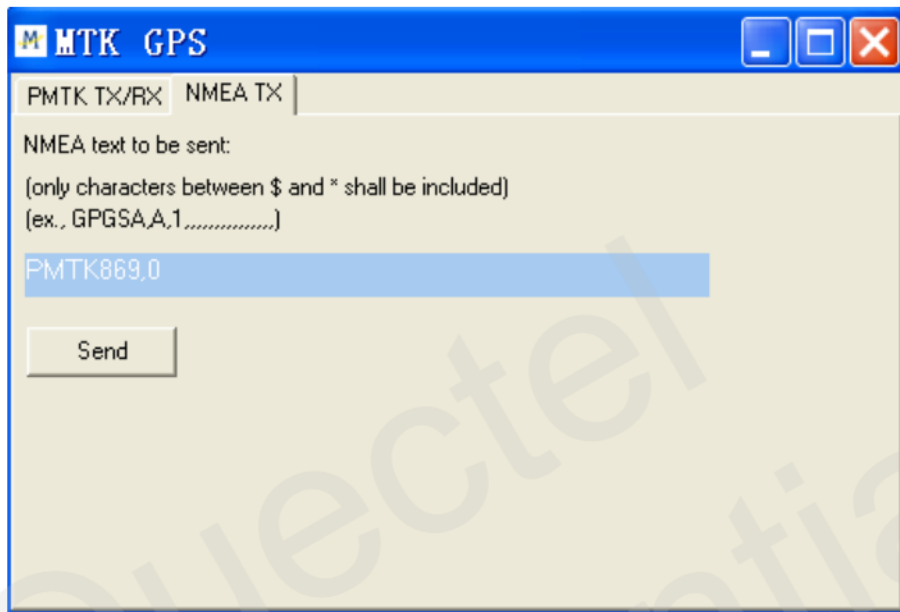 MTK GPS
PMTK TX/RX NMEA TX
NMEA text to be sent:
(only characters between $ and * shall be included)
(ex., GPGSA,A,1,,,,,,,,,,,,,,,)
PMTK869,0
Send
Quectel